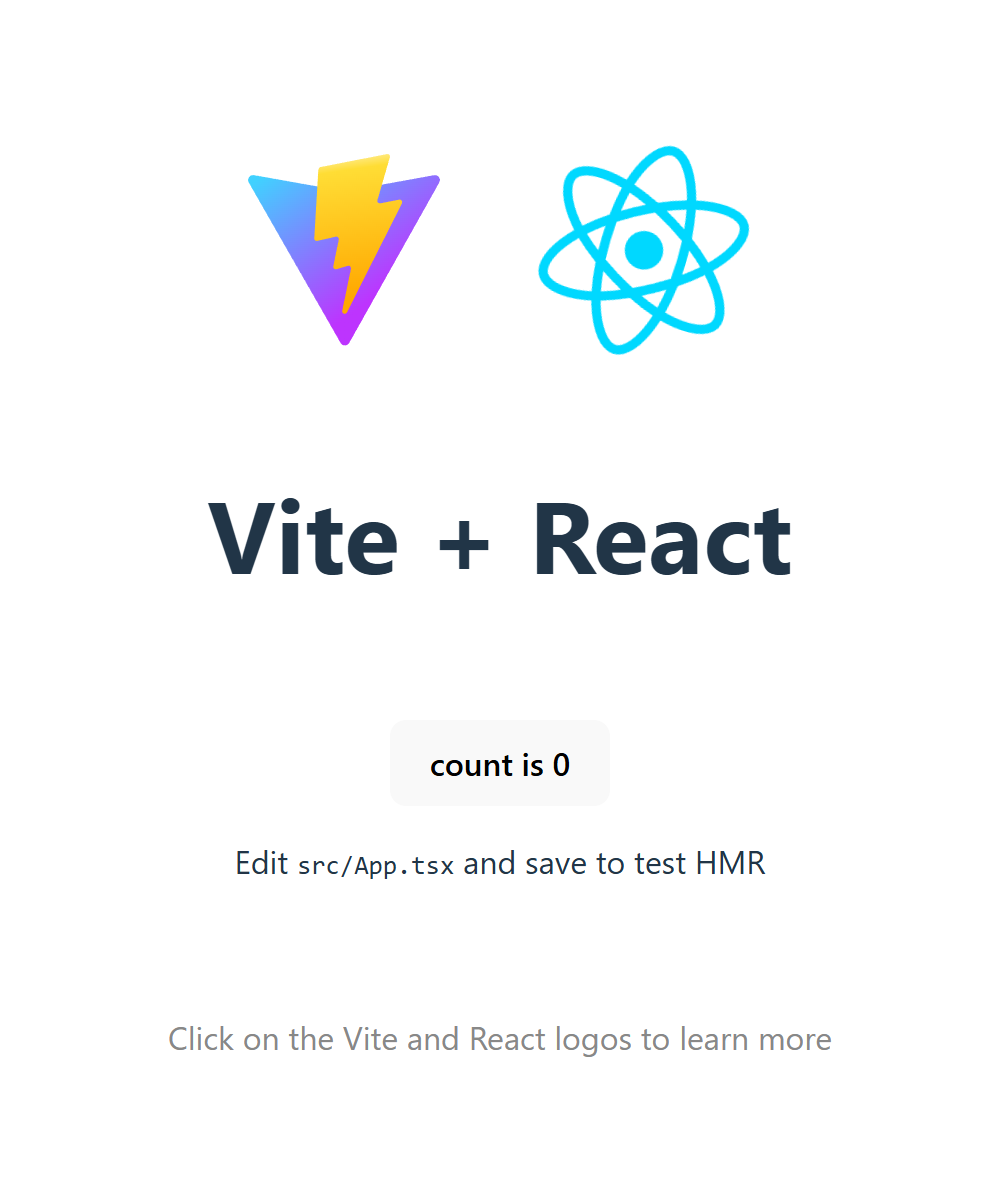 Vite + React
count is 0
Edit src/App.tsx and save to test HMR
Click on the Vite and React logos to learn more